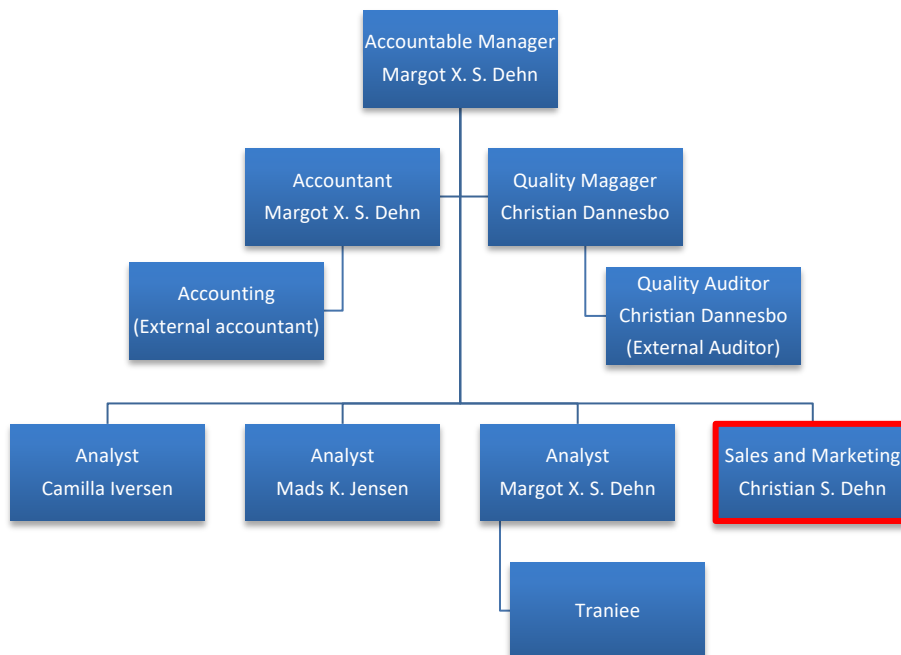 Accountable Manager
Margot X. S. Dehn
Accountant
Margot X. S. Dehn
Quality Magager
Christian Dannesbo
Accounting
(External accountant)
Quality Auditor
Christian Dannesbo
(External Auditor)
Analyst
Camilla Iversen
Analyst
Mads K. Jensen
Analyst
Margot X. S. Dehn
Sales and Marketing
Christian S. Dehn
Traniee